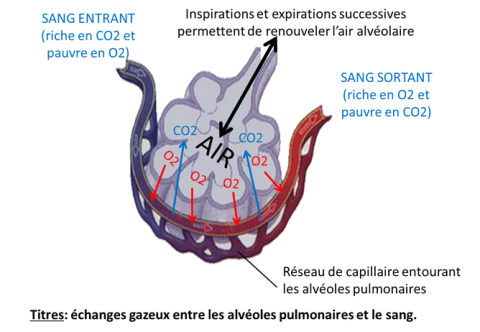 SANG ENTRANT
(riche en CO2 et
pauvre en O2)
Inspirations et expirations successives
permettent de renouveler l'air alvéolaire
SANG SORTANT
(riche en O2 et
pauvre en CO2)
CO2
CO2
AIR
O2
O2
O2
O2
Réseau de capillaire entourant
les alvéoles pulmonaires
Titres: échanges gazeux entre les alvéoles pulmonaires et le sang.